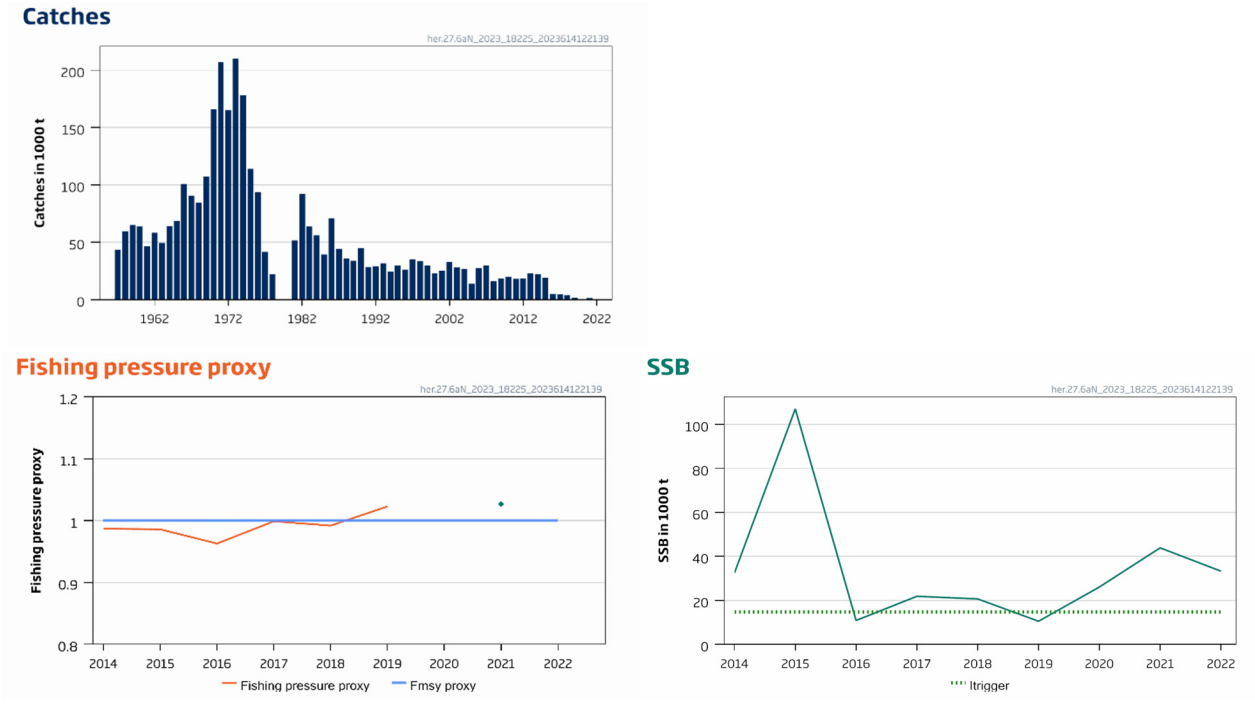 Catches
her.27.6aN_2023_18225_2023614122139
Catches in 1000 t
200
150
100
50
0
1962 1972 1982 1992 2002 2012 2022
Fishing pressure proxy
her.27.6aN_2023_18225_2023614122139
Fishing pressure proxy
1.2
1.1
1
0.9
0.8
2014 2015 2016 2017 2018 2019 2020 2021 2022
Fishing pressure proxy Fmsy proxy
SSB
her.27.6aN_2023_18225_2023614122139
SSB in 1000 t
100
80
60
40
20
0
2014 2015 2016 2017 2018 2019 2020 2021 2022
Itrigger